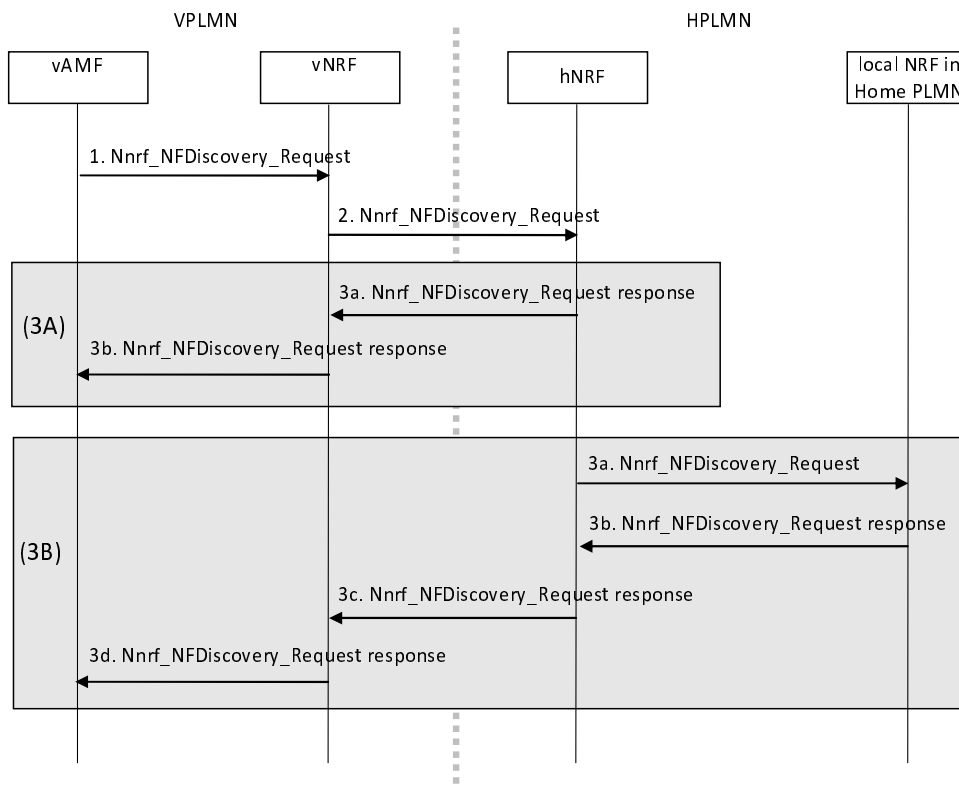 VPLMN
HPLMN
vAMF
vNRF
hNRF
local NRF in
Home PLMN
1. Nnrf_NFDiscovery_Request
2. Nnrf_NFDiscovery_Request
(3A)
3a. Nnrf_NFDiscovery_Request response
3b. Nnrf_NFDiscovery_Request response
(3B)
3a. Nnrf_NFDiscovery_Request
3b. Nnrf_NFDiscovery_Request response
3c. Nnrf_NFDiscovery_Request response
3d. Nnrf_NFDiscovery_Request response